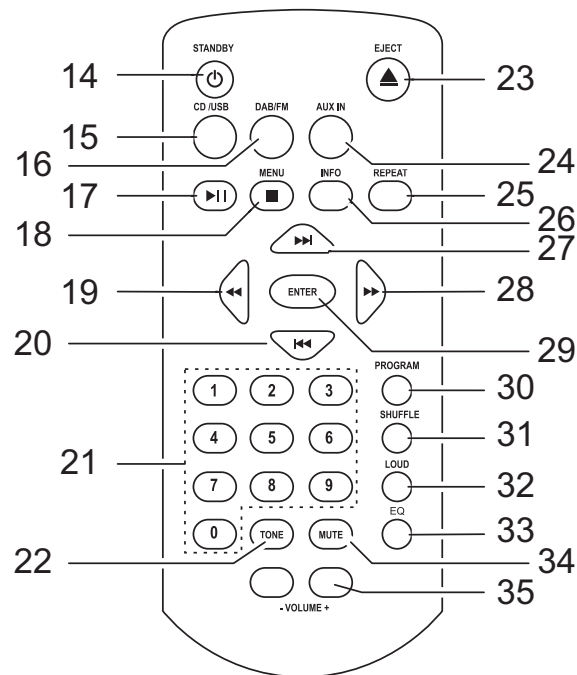 STANDBY EJECT
14 23
CD /USB DAB/FM AUX IN
15
16 24
MENU INFO REPEAT
17 25
18 26
27
19 ENTER 28
20 29
PROGRAM
1 2 3 30
SHUFFLE
4 5 6 31
21 LOUD
7 8 9 32
EQ
0 TONE MUTE 33
22 34
35
- VOLUME +